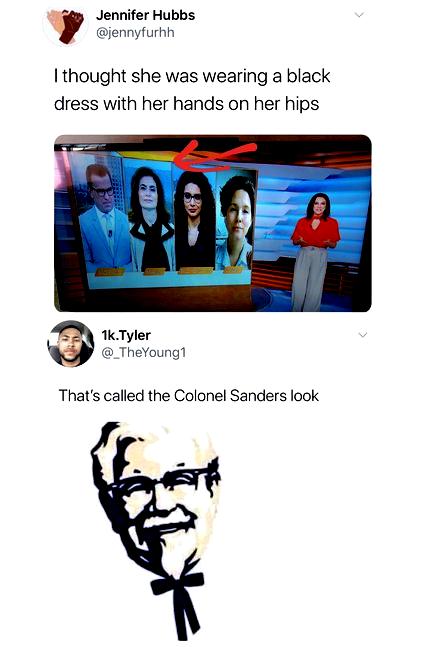 Jennifer Hubbs
@jennyfurhh
I thought she was wearing a black
dress with her hands on her hips
1k.Tyler
@_TheYoung1
That's called the Colonel Sanders look